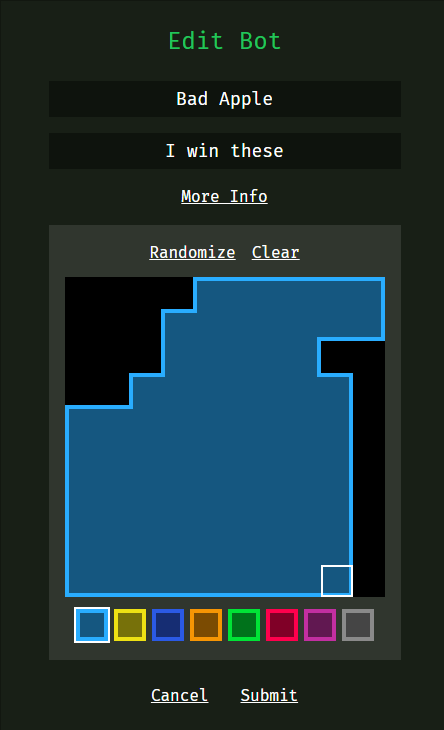 Edit Bot
Bad Apple
I win these
More Info
Randomize Clear
Cancel Submit